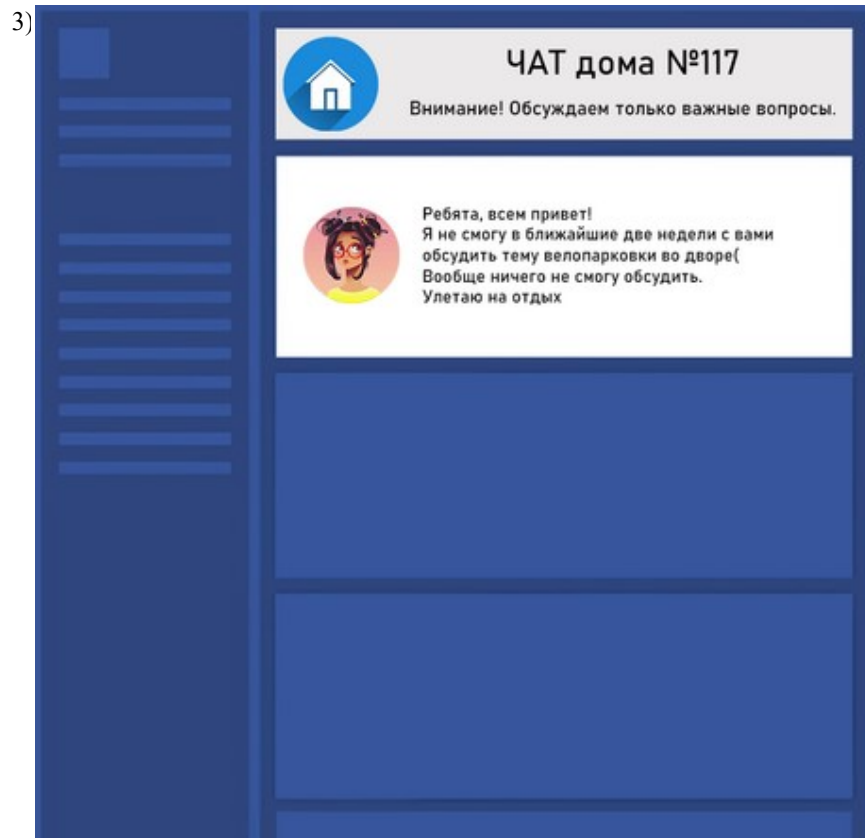 3)
ЧАТ дома №117
Внимание! Обсуждаем только важные вопросы.
Ребята, всем привет!
Я не смогу в ближайшие две недели с вами
обсудить тему велопарковки во дворе(
Вообще ничего не смогу обсудить.
Улетаю на отдых